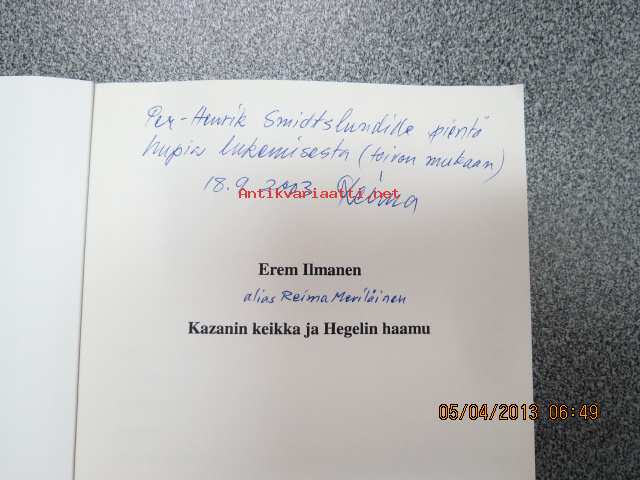 Per-Henrik Smidtslundille pientä
hupia lukemisesta (toivon mukaan)
18.9.2003 Reima
Antikvariaatti.net
Erem Ilmanen
alias Reima Meriläinen
Kazanin keikka ja Hegelin haamu
05/04/2013 06:49